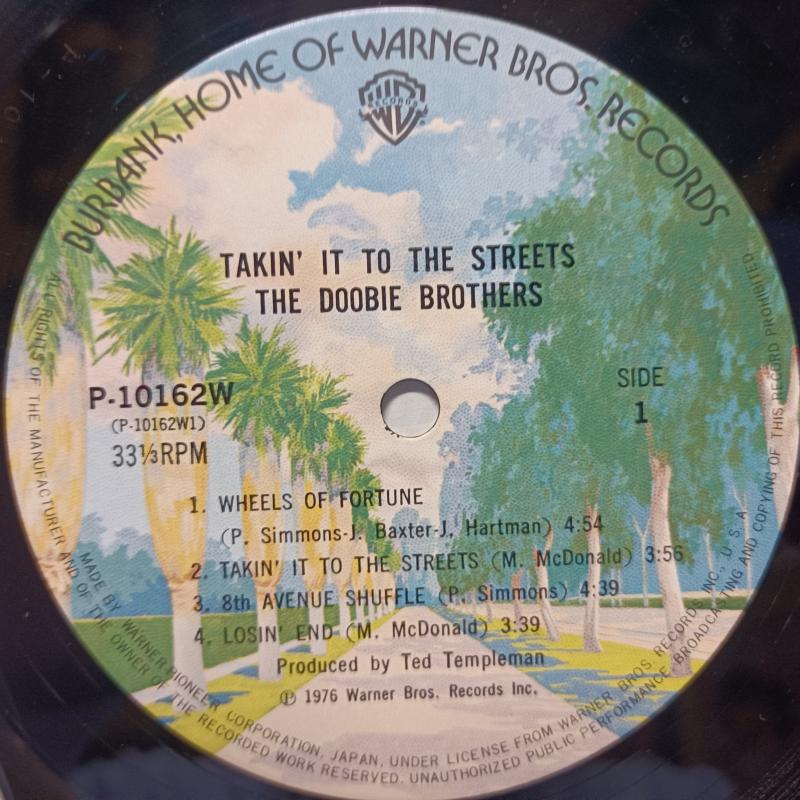 BURBANK, HOME OF WARNER BROS. RECORDS
RECORDS
TAKIN' IT TO THE STREETS
THE DOOBIE BROTHERS
P-10162W
(P-10162W1)
33⅓RPM
SIDE
1
1. WHEELS OF FORTUNE
(P. Simmons-J. Baxter-J. Hartman) 4:54
2. TAKIN' IT TO THE STREETS (M. McDonald) 3:56
3. 8th AVENUE SHUFFLE (P. Simmons) 4:39
4. LOSIN' END (M. McDonald) 3:39
Produced by Ted Templeman
Ⓟ 1976 Warner Bros. Records Inc.
MADE BY WARNER-PIONEER CORPORATION, JAPAN, UNDER LICENSE FROM WARNER BROS. RECORDS INC., U.S.A.
ALL RIGHTS OF THE MANUFACTURER AND OF THE OWNER OF THE RECORDED WORK RESERVED. UNAUTHORIZED PUBLIC PERFORMANCE, BROADCASTING AND COPYING OF THIS RECORD PROHIBITED.